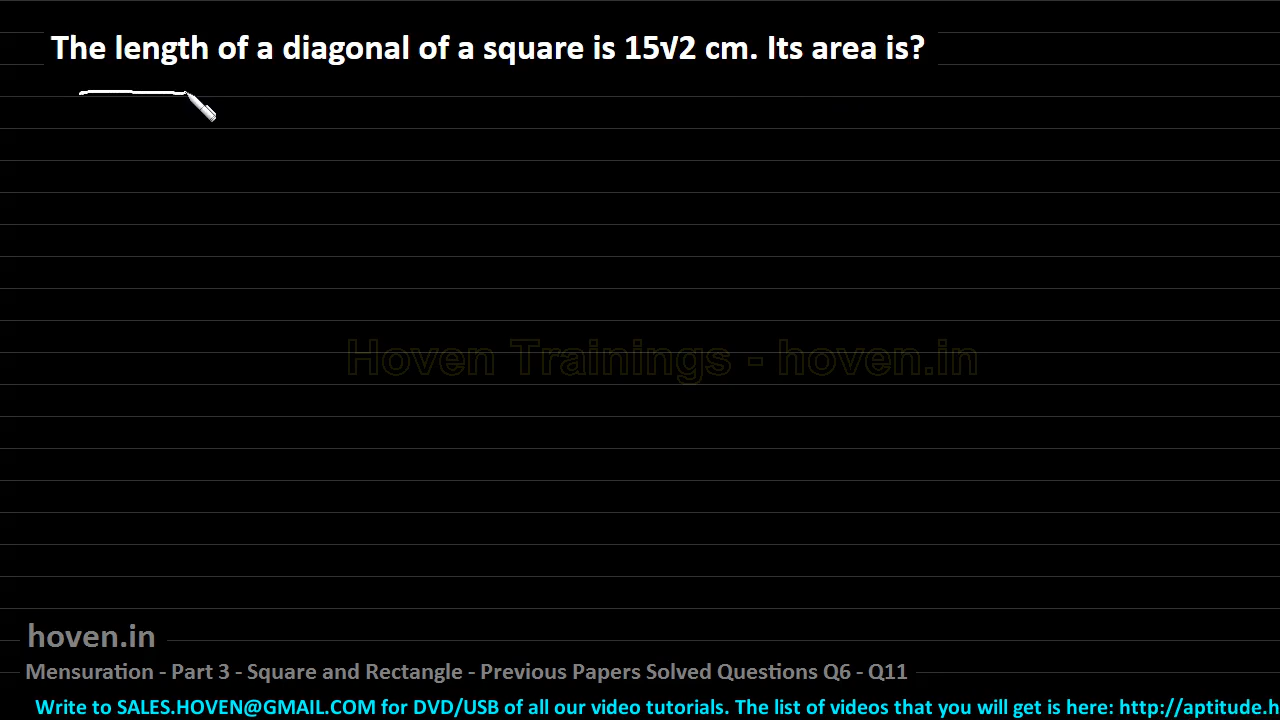 The length of a diagonal of a square is 15√2 cm. Its area is?
Hoven Trainings - hoven.in
hoven.in
Mensuration - Part 3 - Square and Rectangle - Previous Papers Solved Questions Q6 - Q11
Write to SALES.HOVEN@GMAIL.COM for DVD/USB of all our video tutorials. The list of videos that you will get is here: http://aptitude.h